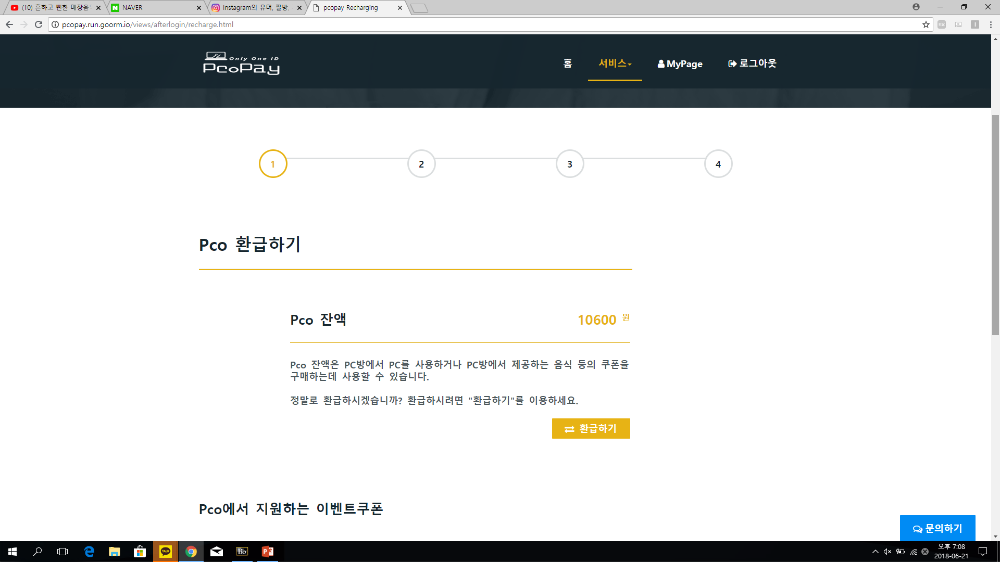 (10) 흔하고 뻔한 매장음
NAVER
Instagram의 유머, 짤방,
pcopay Recharging
pcopay.run.goorm.io/views/afterlogin/recharge.html
Only One ID
PcoPay
홈
서비스
MyPage
로그아웃
1
2
3
4
Pco 환급하기
Pco 잔액
10600 원
Pco 잔액은 PC방에서 PC를 사용하거나 PC방에서 제공하는 음식 등의 쿠폰을
구매하는데 사용할 수 있습니다.
정말로 환급하시겠습니까? 환급하시려면 "환급하기"를 이용하세요.
환급하기
Pco에서 지원하는 이벤트쿠폰
문의하기
TALK
Bb
오후 7:08
2018-06-21